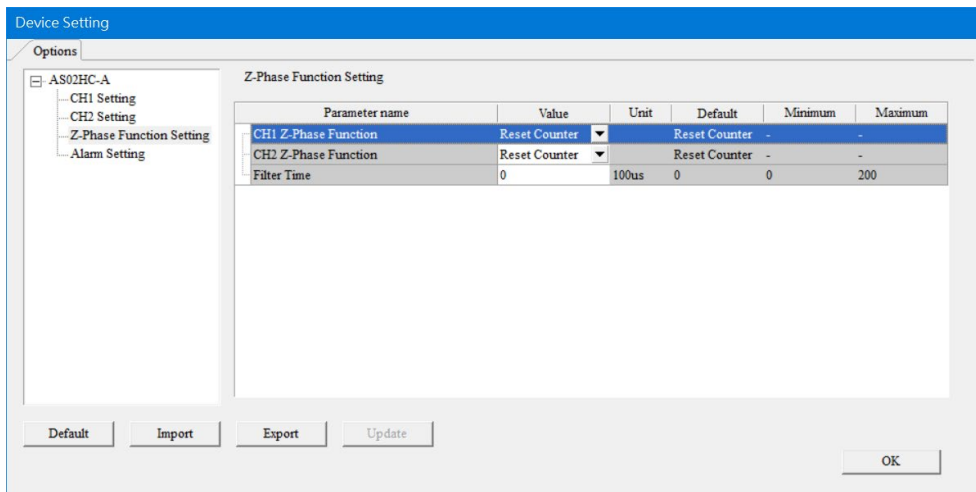 Device Setting
Options
AS02HC-A
CH1 Setting
CH2 Setting
Z-Phase Function Setting
Alarm Setting
Z-Phase Function Setting
Parameter name Value Unit Default Minimum Maximum
CH1 Z-Phase Function Reset Counter Reset Counter - -
CH2 Z-Phase Function Reset Counter Reset Counter - -
Filter Time 0 100us 0 0 200
Default Import Export Update
OK